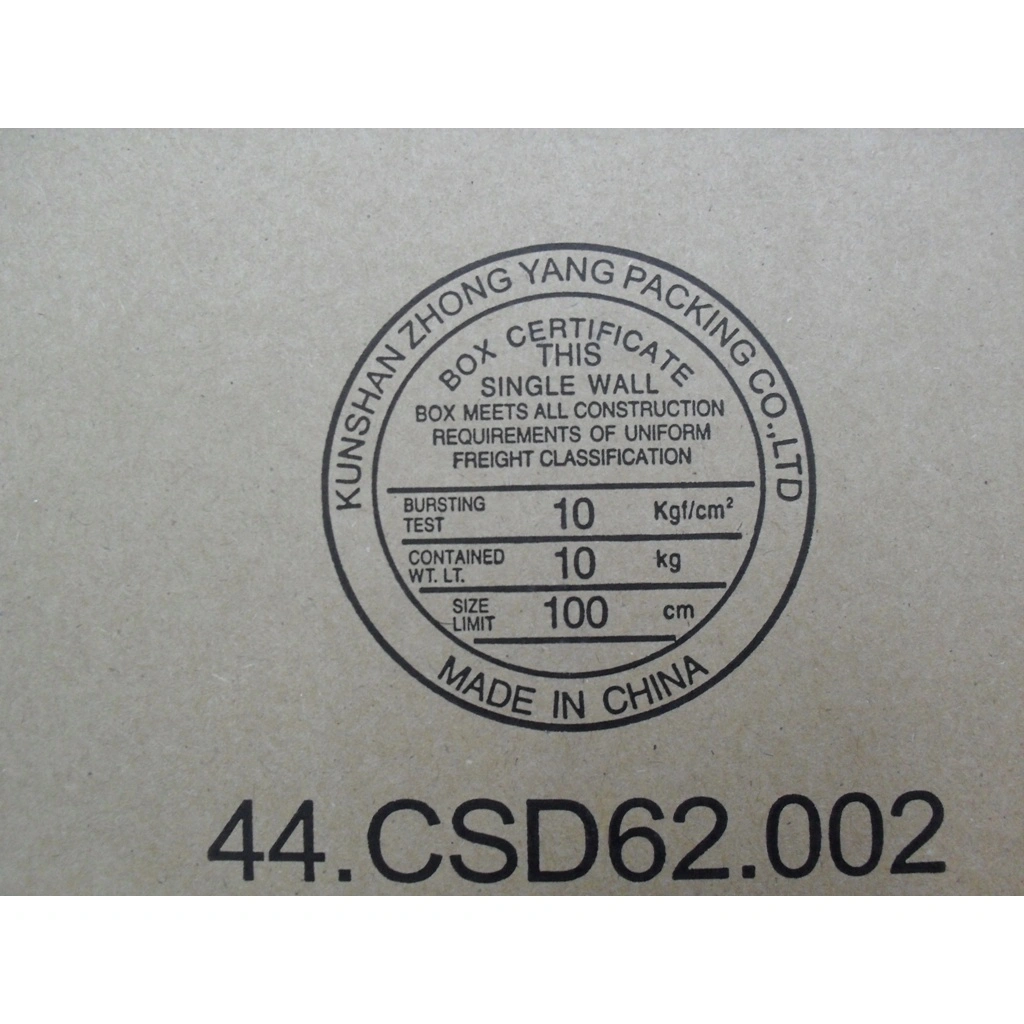 KUNSHAN ZHONG YANG PACKING CO.,LTD
BOX CERTIFICATE
THIS
SINGLE WALL
BOX MEETS ALL CONSTRUCTION
REQUIREMENTS OF UNIFORM
FREIGHT CLASSIFICATION
BURSTING TEST 10 Kgf/cm²
CONTAINED WT. LT. 10 kg
SIZE LIMIT 100 cm
MADE IN CHINA
44.CSD62.002